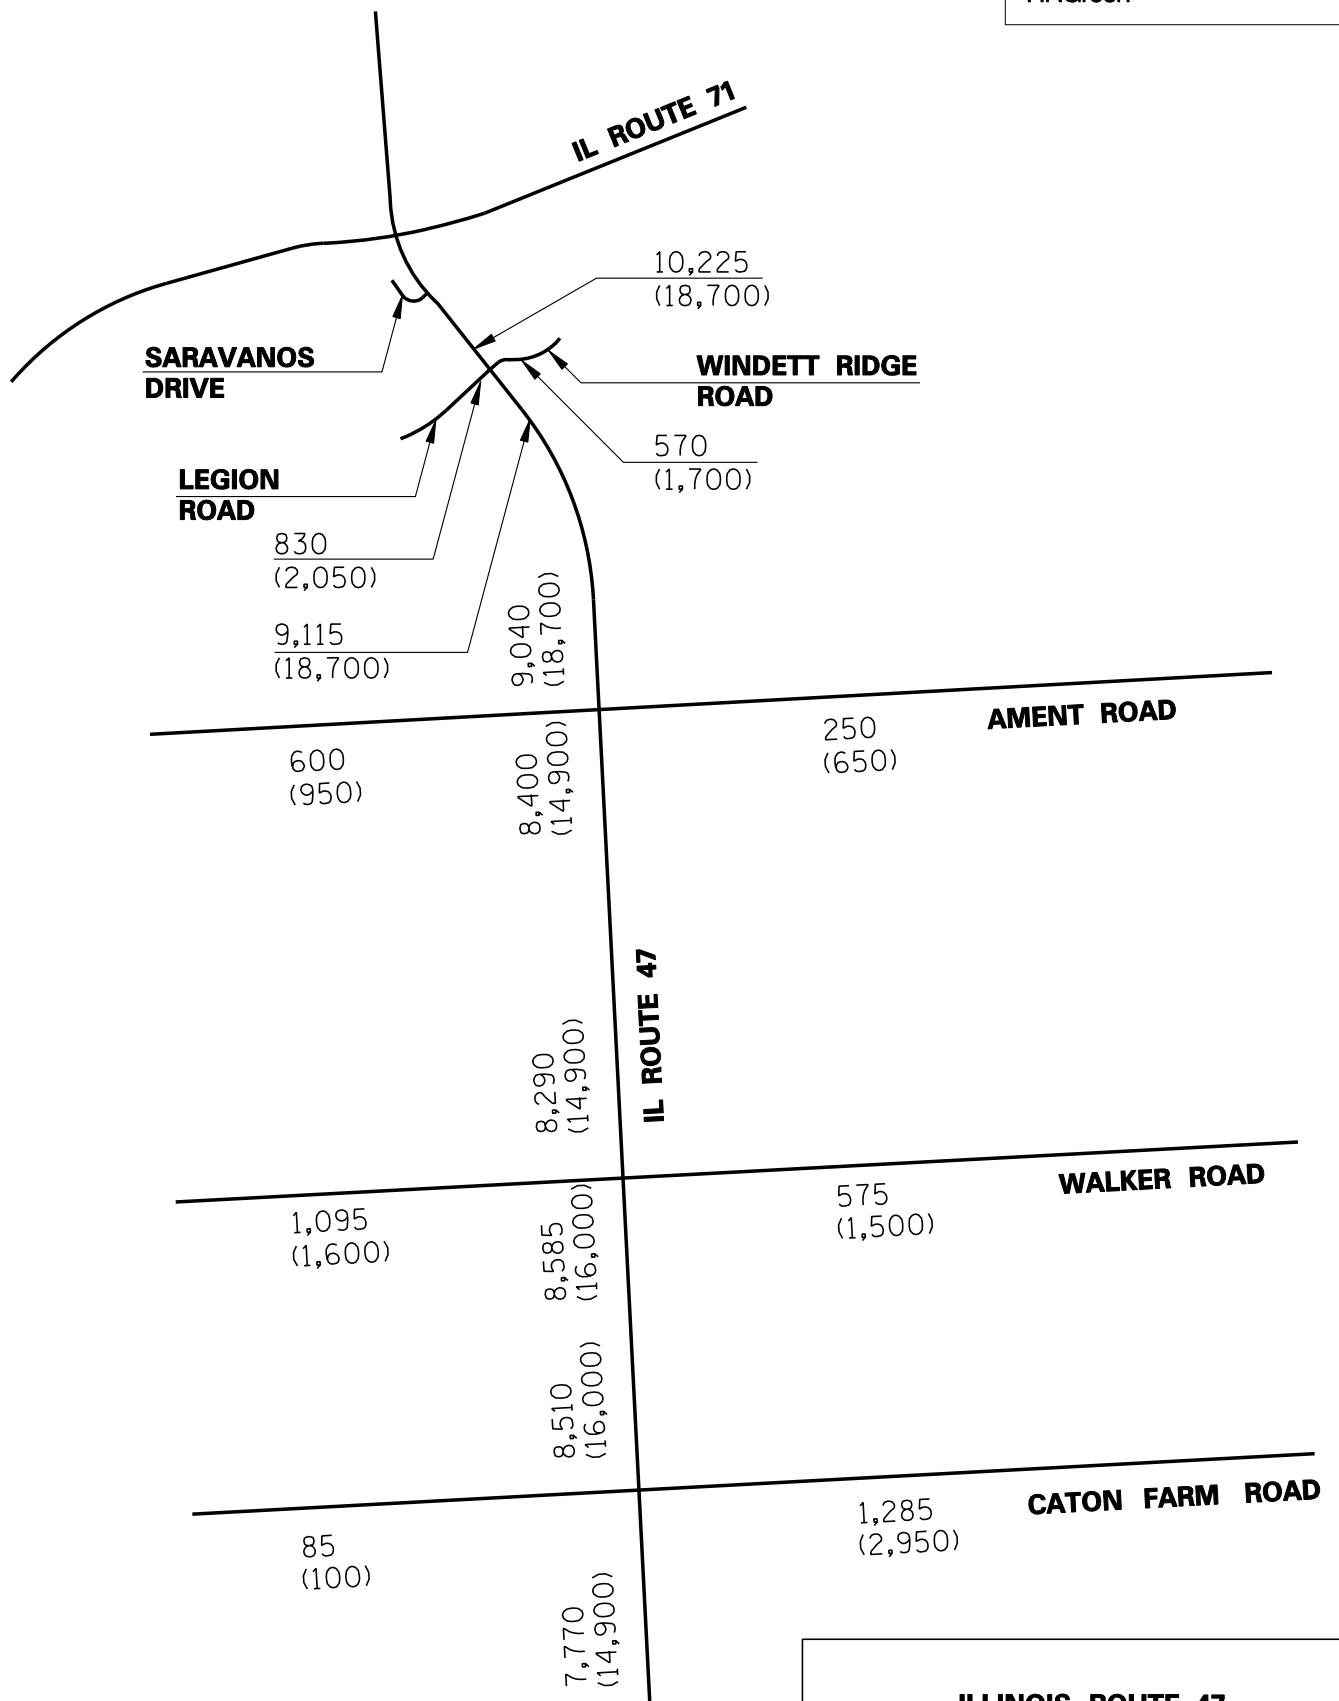 IL ROUTE 71
10,225
(18,700)
SARAVANOS
DRIVE
WINDETT RIDGE
ROAD
570
(1,700)
LEGION
ROAD
830
(2,050)
9,115
(18,700)
9,040
(18,700)
AMENT ROAD
250
(650)
600
(950)
8,400
(14,900)
IL ROUTE 47
8,290
(14,900)
WALKER ROAD
575
(1,500)
1,095
(1,600)
8,585
(16,000)
8,510
(16,000)
CATON FARM ROAD
1,285
(2,950)
85
(100)
7,770
(14,900)
ILLINOIS ROUTE 47